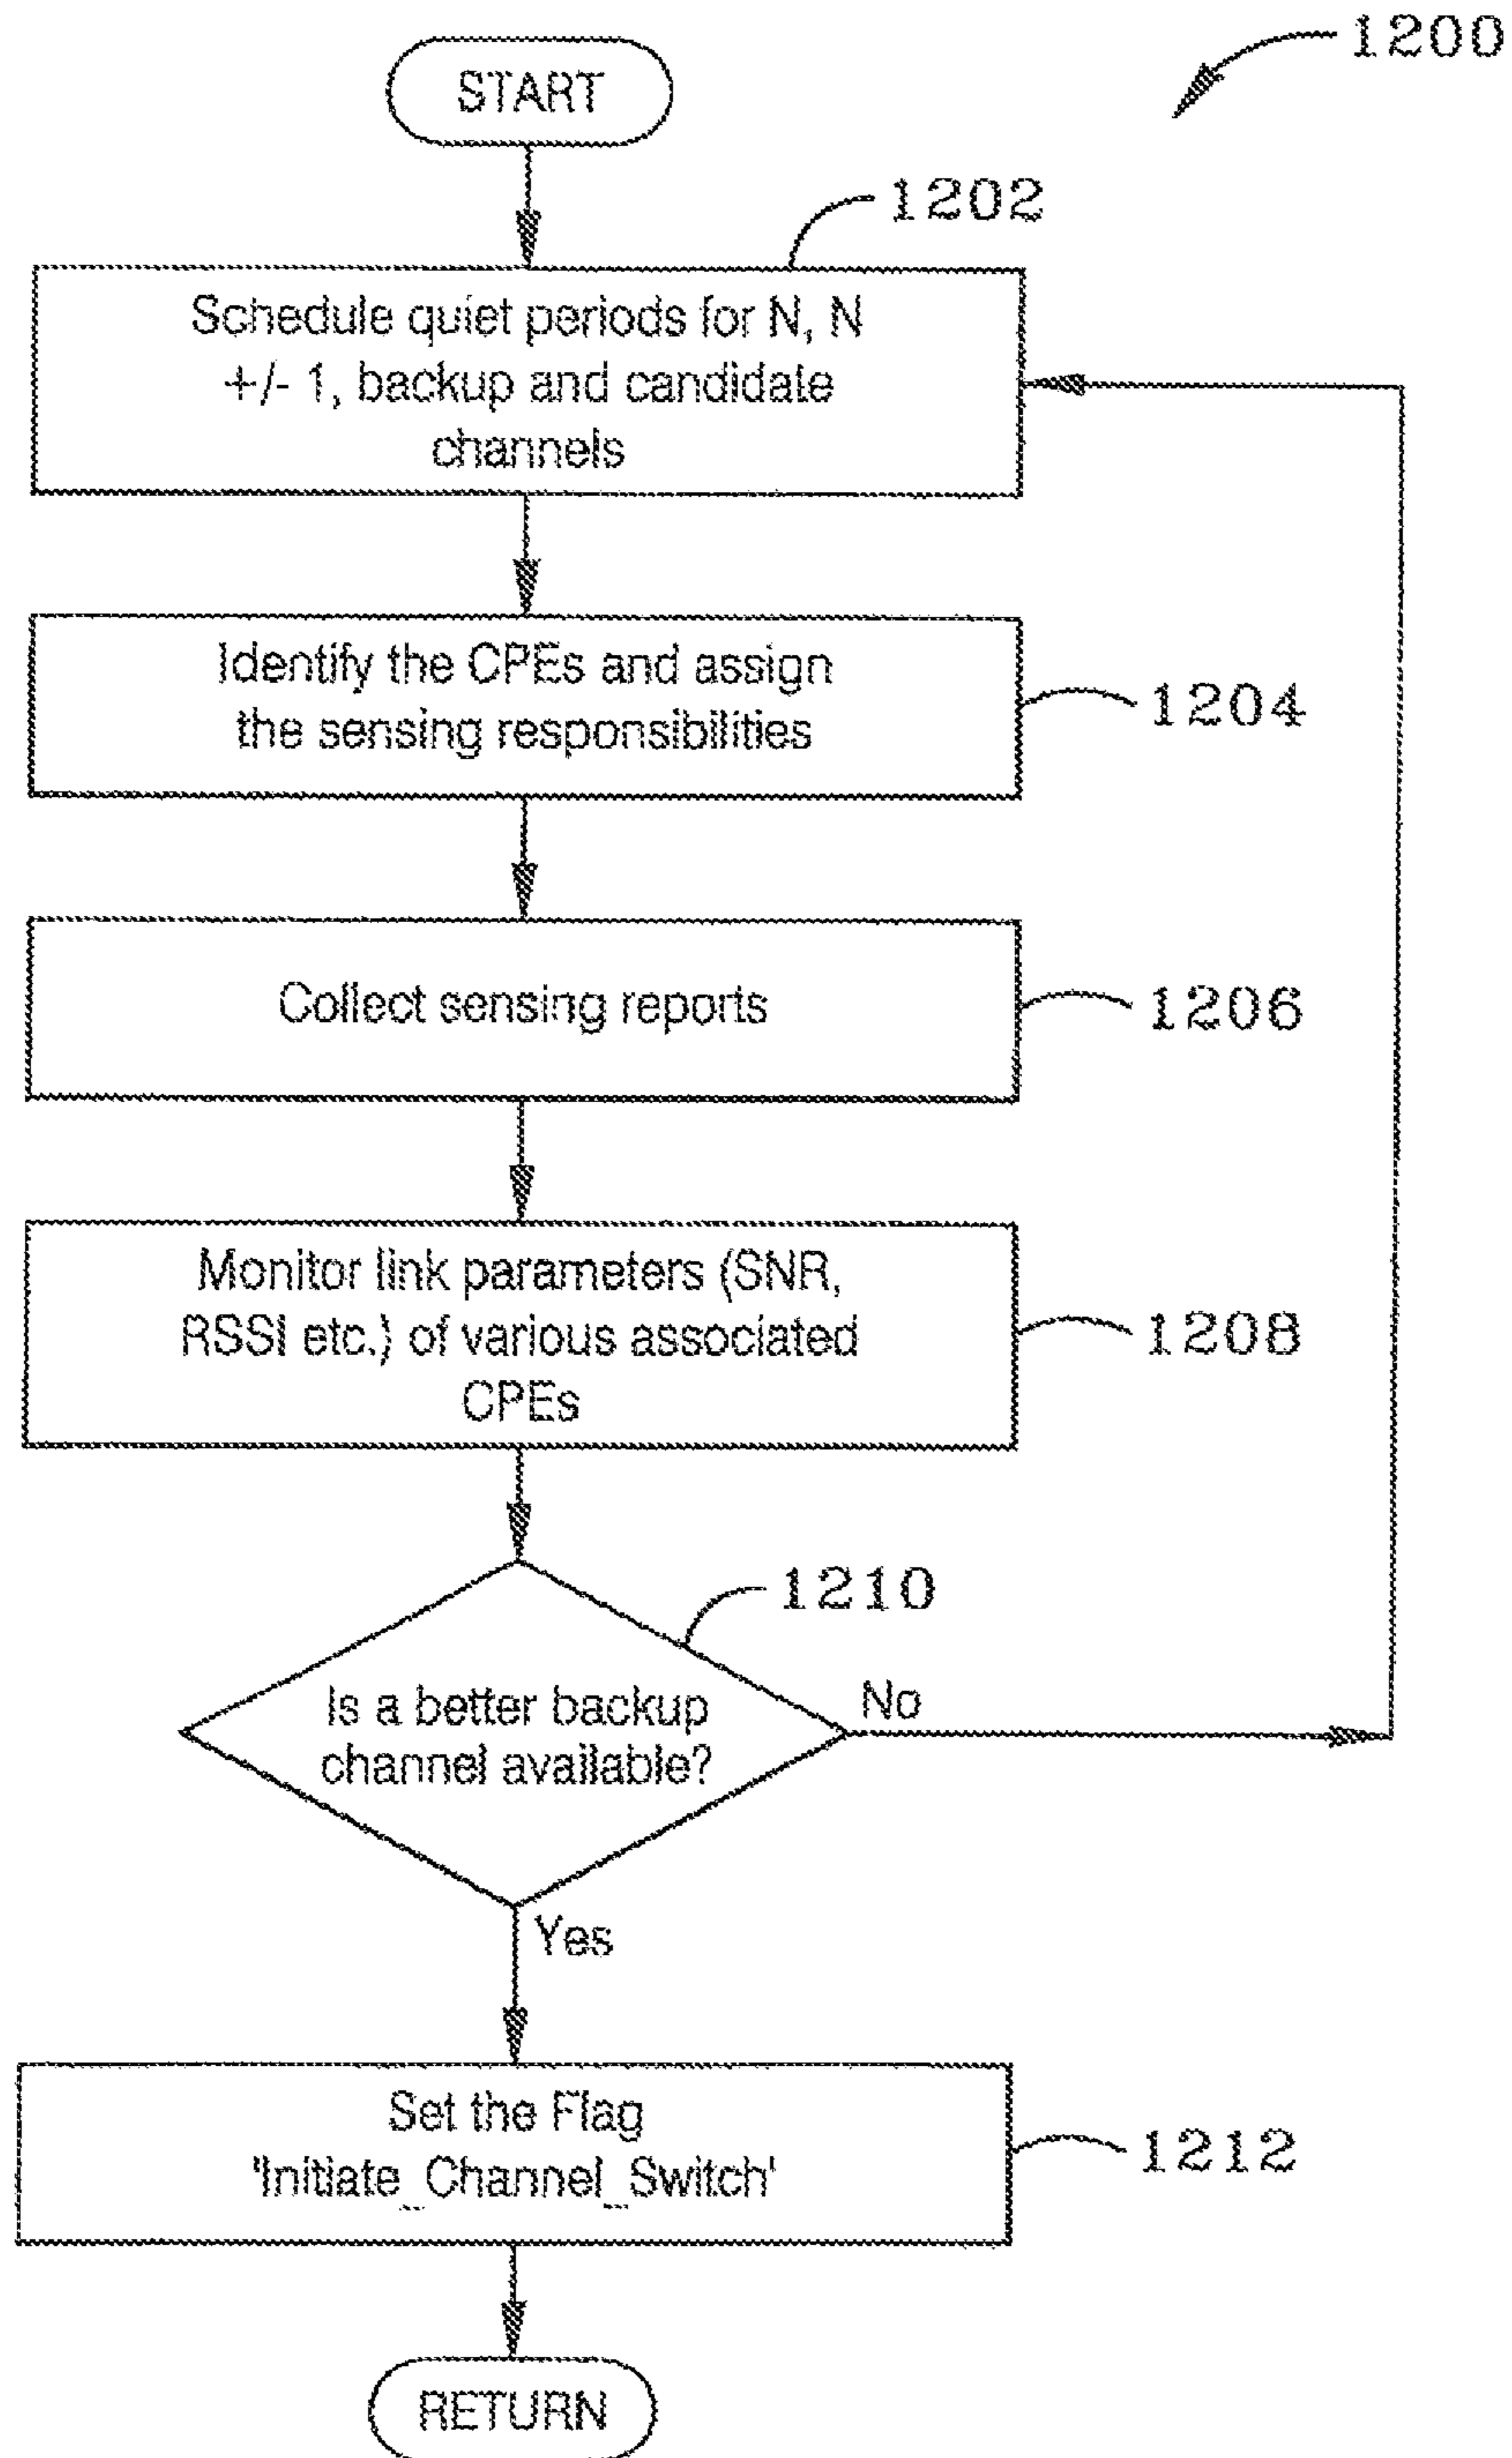 1200
START
1202
Schedule quiet periods for N, N
+/- 1, backup and candidate
channels
Identify the CPEs and assign
the sensing responsibilities
1204
Collect sensing reports
1206
Monitor link parameters (SNR,
RSSI etc.) of various associated
CPEs
1208
1210
Is a better backup
channel available?
No
Yes
Set the Flag
'Initiate_Channel_Switch'
1212
RETURN